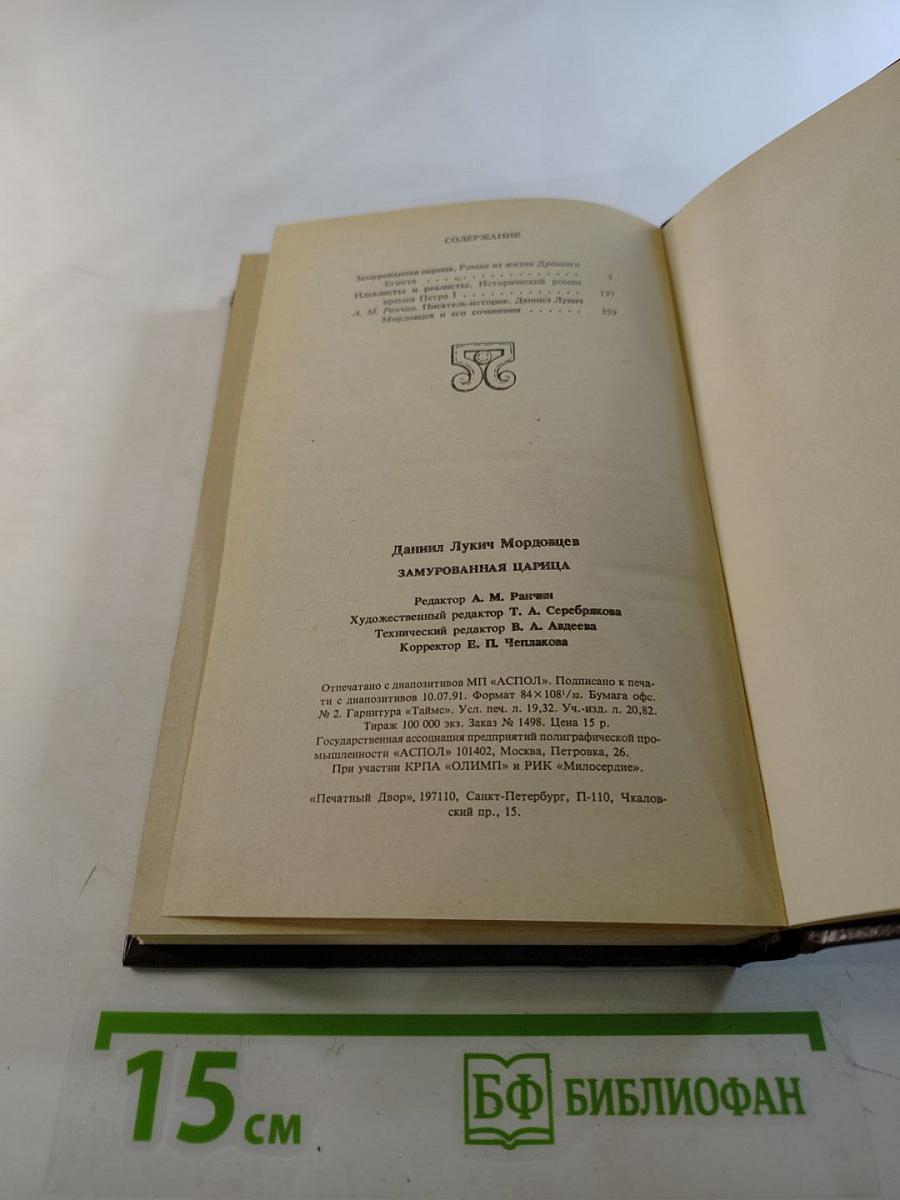 СОДЕРЖАНИЕ
Замурованная царица. Роман из жизни Древнего
Египта . . . . . . . . . . . . . . . 5
Идеалисты и реалисты. Исторический роман
времен Петра I . . . . . . . . . . . . 137
А. М. Ранчин. Писатель-историк. Даниил Лукич
Мордовцев и его сочинения . . . . . . 359
Даниил Лукич Мордовцев
ЗАМУРОВАННАЯ ЦАРИЦА
Редактор А. М. Ранчин
Художественный редактор Т. А. Серебрякова
Технический редактор В. А. Авдеева
Корректор Е. П. Чеплакова
Отпечатано с диапозитивов МП «АСПОЛ». Подписано к печа-
ти с диапозитивов 10.07.91. Формат 84×108¹/₃₂. Бумага офс.
№ 2. Гарнитура «Таймс». Усл. печ. л. 19,32. Уч.-изд. л. 20,82.
Тираж 100 000 экз. Заказ № 1498. Цена 15 р.
Государственная ассоциация предприятий полиграфической про-
мышленности «АСПОЛ» 101402, Москва, Петровка, 26.
При участии КРПА «ОЛИМП» и РИК «Милосердие».
«Печатный Двор». 197110, Санкт-Петербург, П-110, Чкалов-
ский пр., 15.
15 см
БФ БИБЛИОФАН